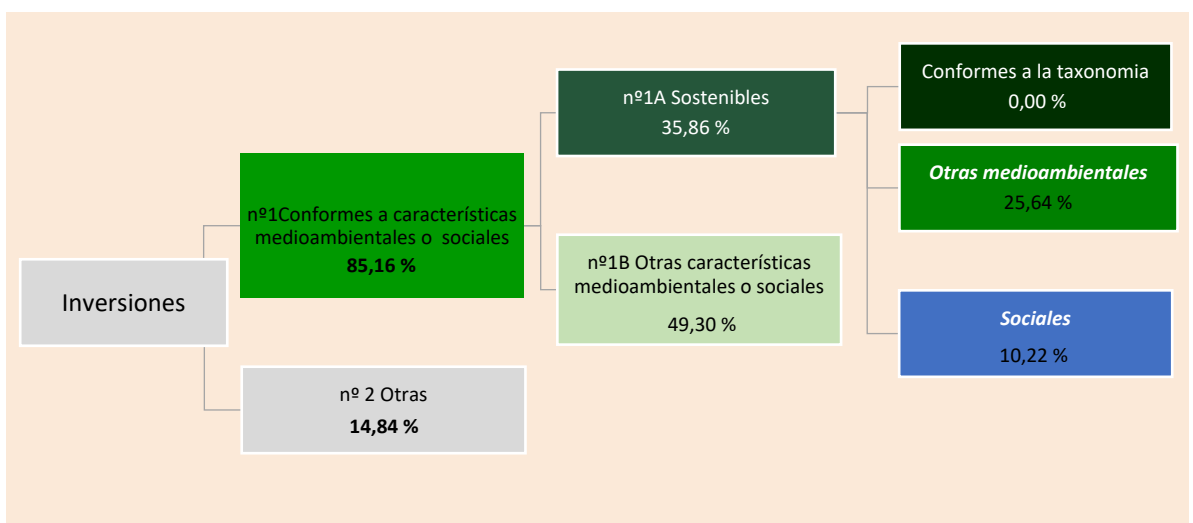 Inversiones
nº1Conformes a características
medioambientales o sociales
85,16 %
nº 2 Otras
14,84 %
nº1A Sostenibles
35,86 %
nº1B Otras características
medioambientales o sociales
49,30 %
Conformes a la taxonomia
0,00 %
Otras medioambientales
25,64 %
Sociales
10,22 %